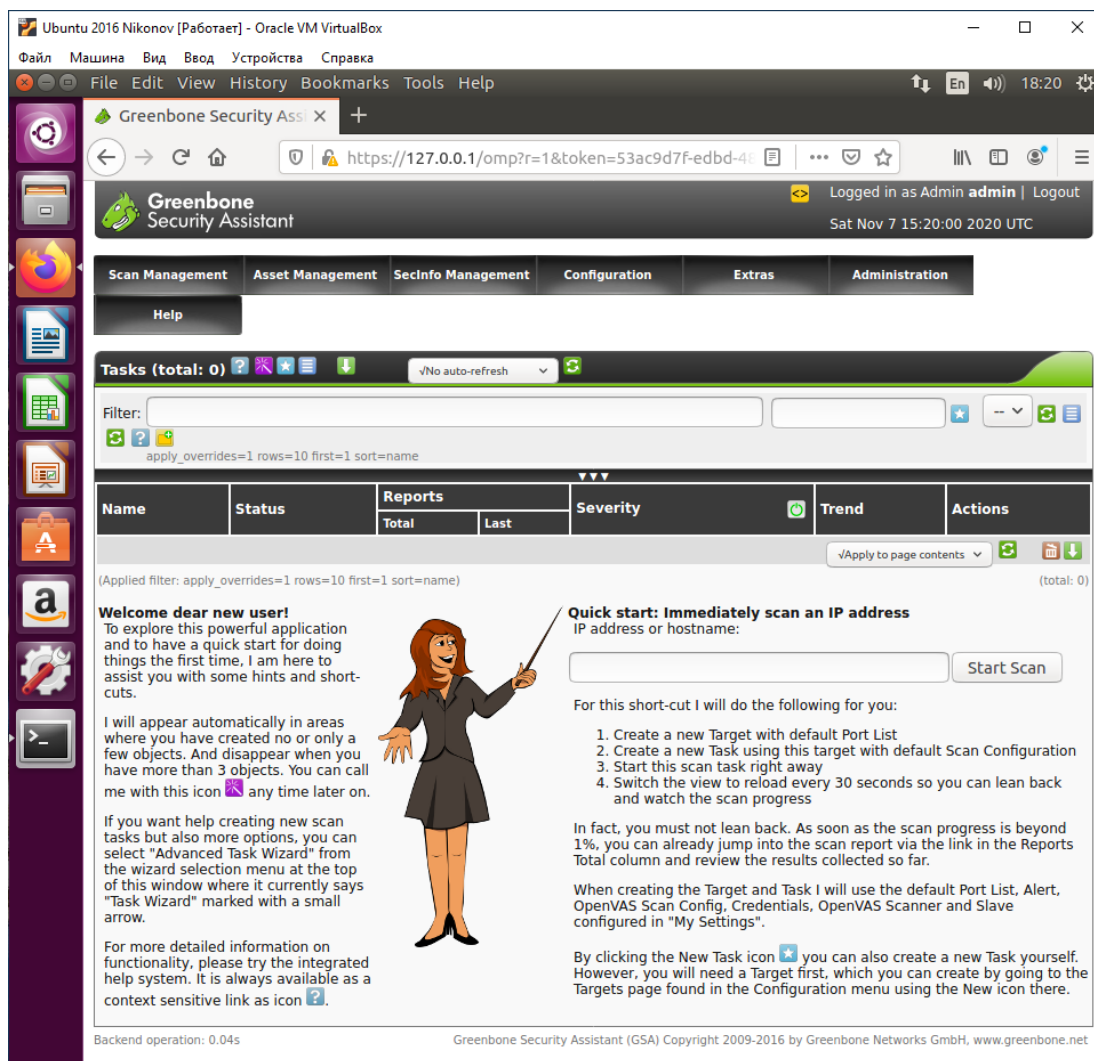 Ubuntu 2016 Nikonov [Работает] - Oracle VM VirtualBox
Файл Машина Вид Ввод Устройства Справка
File Edit View History Bookmarks Tools Help
En
18:20
Greenbone Security Assi
https://127.0.0.1/omp?r=1&token=53ac9d7f-edbd-48
Greenbone
Security Assistant
Logged in as Admin admin | Logout
Sat Nov 7 15:20:00 2020 UTC
Scan Management Asset Management SecInfo Management Configuration Extras Administration
Help
Tasks (total: 0)
√No auto-refresh
Filter:
--
apply_overrides=1 rows=10 first=1 sort=name
Name Status Reports Severity Trend Actions
Total Last
√Apply to page contents
(Applied filter: apply_overrides=1 rows=10 first=1 sort=name)
(total: 0)
Welcome dear new user!
To explore this powerful application
and to have a quick start for doing
things the first time, I am here to
assist you with some hints and short-
cuts.
I will appear automatically in areas
where you have created no or only a
few objects. And disappear when you
have more than 3 objects. You can call
me with this icon any time later on.
If you want help creating new scan
tasks but also more options, you can
select "Advanced Task Wizard" from
the wizard selection menu at the top
of this window where it currently says
"Task Wizard" marked with a small
arrow.
For more detailed information on
functionality, please try the integrated
help system. It is always available as a
context sensitive link as icon ?.
Quick start: Immediately scan an IP address
IP address or hostname:
Start Scan
For this short-cut I will do the following for you:
1. Create a new Target with default Port List
2. Create a new Task using this target with default Scan Configuration
3. Start this scan task right away
4. Switch the view to reload every 30 seconds so you can lean back
and watch the scan progress
In fact, you must not lean back. As soon as the scan progress is beyond
1%, you can already jump into the scan report via the link in the Reports
Total column and review the results collected so far.
When creating the Target and Task I will use the default Port List, Alert,
OpenVAS Scan Config, Credentials, OpenVAS Scanner and Slave
configured in "My Settings".
By clicking the New Task icon you can also create a new Task yourself.
However, you will need a Target first, which you can create by going to the
Targets page found in the Configuration menu using the New icon there.
Backend operation: 0.04s
Greenbone Security Assistant (GSA) Copyright 2009-2016 by Greenbone Networks GmbH, www.greenbone.net